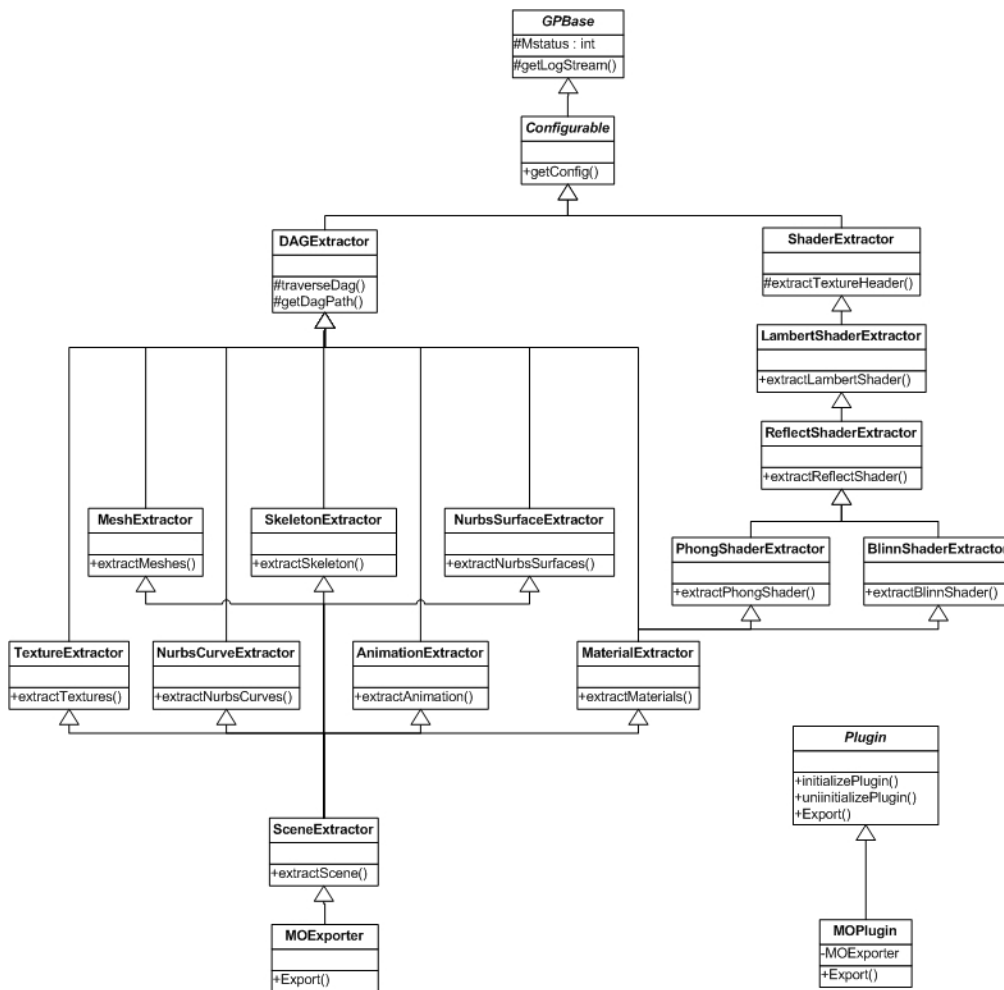 GPBase
#Mstatus : int
#getLogStream()
Configurable
+getConfig()
DAGExtractor
#traverseDag()
#getDagPath()
ShaderExtractor
#extractTextureHeader()
LambertShaderExtractor
+extractLambertShader()
ReflectShaderExtractor
+extractReflectShader()
MeshExtractor
+extractMeshes()
SkeletonExtractor
+extractSkeleton()
NurbsSurfaceExtractor
+extractNurbsSurfaces()
PhongShaderExtractor
+extractPhongShader()
BlinnShaderExtractor
+extractBlinnShader()
TextureExtractor
+extractTextures()
NurbsCurveExtractor
+extractNurbsCurves()
AnimationExtractor
+extractAnimation()
MaterialExtractor
+extractMaterials()
Plugin
+initializePlugin()
+uniinitializePlugin()
+Export()
SceneExtractor
+extractScene()
MOExporter
+Export()
MOPlugin
-MOExporter
+Export()